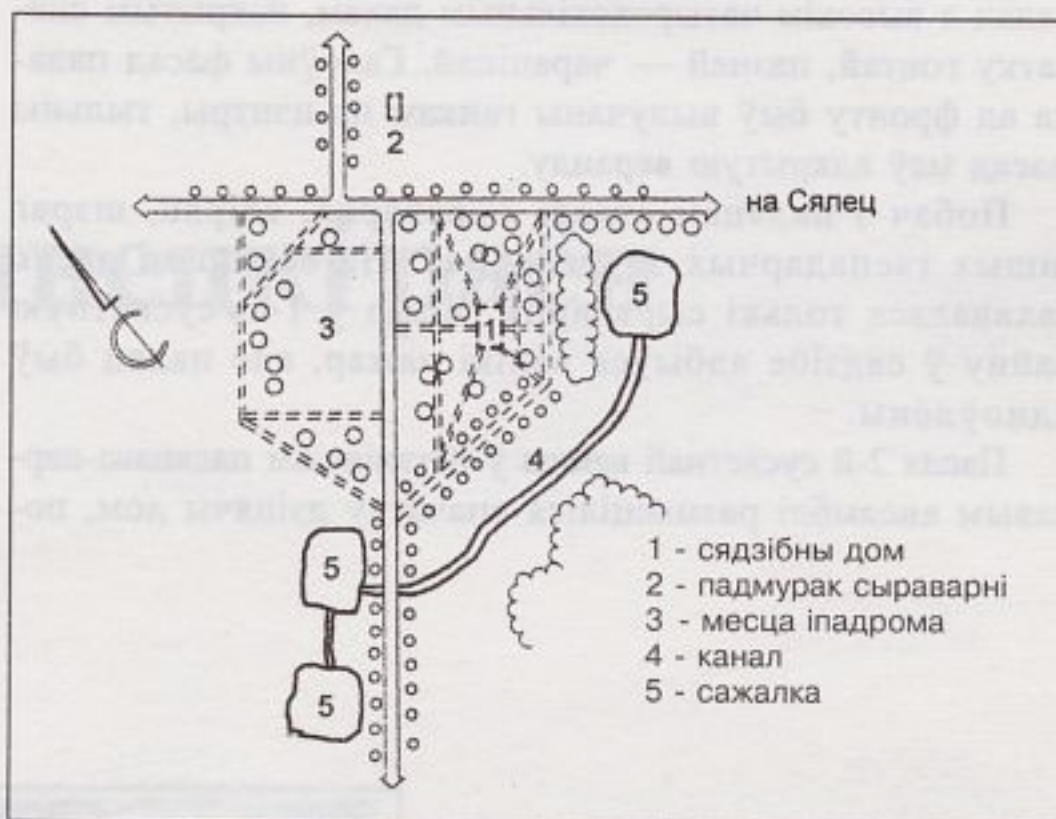 2
на Сялец
3
1
5
4
5
5
1 - сядзібны дом
2 - падмурак сыраварні
3 - месца іпадрома
4 - канал
5 - сажалка